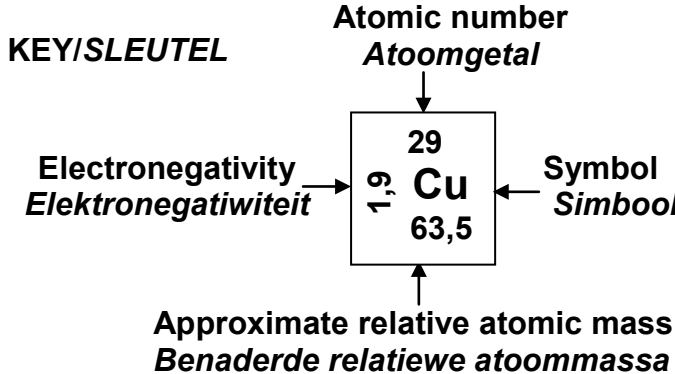 Atomic number
KEY/SLEUTEL
Atoomgetal
29
Electronegativity
Elektronegatiwiteit
1,9
Cu
Symbol
Simbool
63,5
Approximate relative atomic mass
Benaderde relatiewe atoommassa